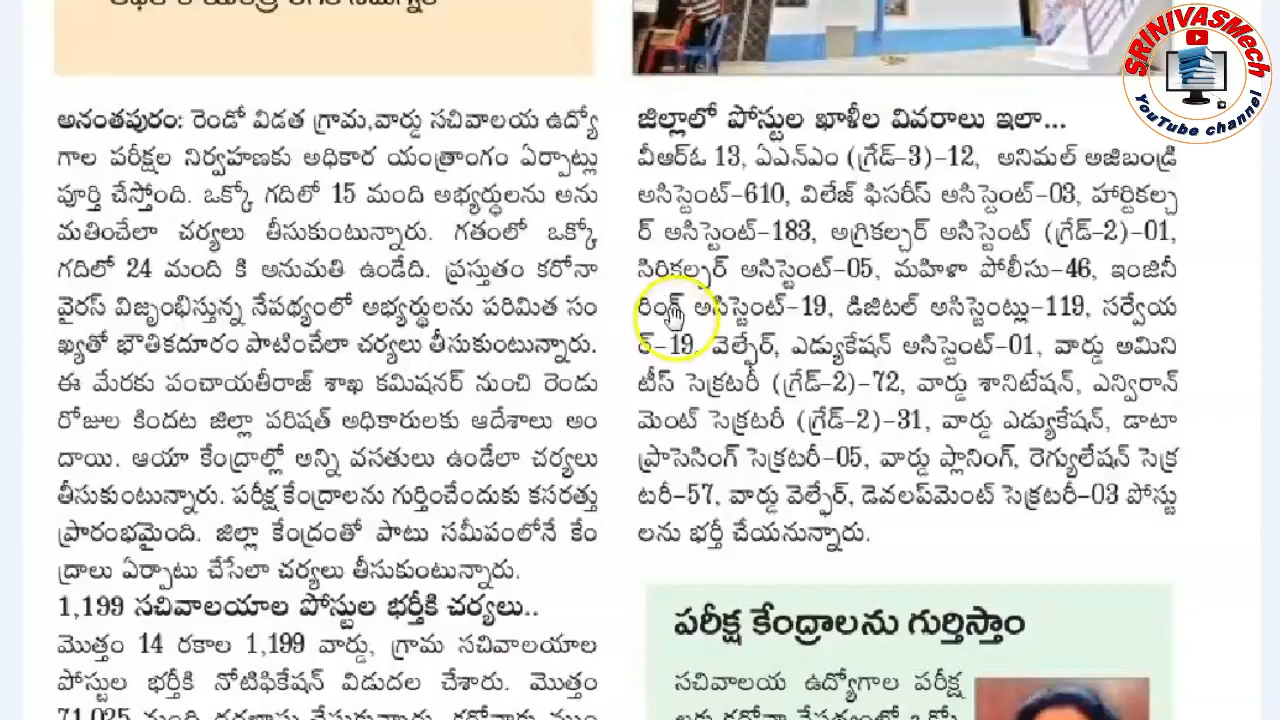 అనంతపురం: రెండో విడత గ్రామ,వార్డు సచివాలయ ఉద్యో
గాల పరీక్షల నిర్వహణకు అధికార యంత్రాంగం ఏర్పాట్లు
పూర్తి చేస్తోంది. ఒక్కో గదిలో 15 మంది అభ్యర్థులను అను
మతించేలా చర్యలు తీసుకుంటున్నారు. గతంలో ఒక్కో
గదిలో 24 మంది కి అనుమతి ఉండేది. ప్రస్తుతం కరోనా
వైరస్ విజృంభిస్తున్న నేపథ్యంలో అభ్యర్థులను పరిమిత సం
ఖ్యతో భౌతికదూరం పాటించేలా చర్యలు తీసుకుంటున్నారు.
ఈ మేరకు పంచాయతీరాజ్ శాఖ కమిషనర్ నుంచి రెండు
రోజుల కిందట జిల్లా పరిషత్ అధికారులకు ఆదేశాలు అం
దాయి. ఆయా కేంద్రాల్లో అన్ని వసతులు ఉండేలా చర్యలు
తీసుకుంటున్నారు. పరీక్ష కేంద్రాలను గుర్తించేందుకు కసరత్తు
ప్రారంభమైంది. జిల్లా కేంద్రంతో పాటు సమీపంలోనే కేం
ద్రాలు ఏర్పాటు చేసేలా చర్యలు తీసుకుంటున్నారు.
1,199 సచివాలయాల పోస్టుల భర్తీకి చర్యలు..
మొత్తం 14 రకాల 1,199 వార్డు, గ్రామ సచివాలయాల
పోస్టుల భర్తీకి నోటిఫికేషన్ విడుదల చేశారు. మొత్తం
జిల్లాలో పోస్టుల ఖాళీల వివరాలు ఇలా...
వీఆర్ఓ 13, ఏఎన్ఎం (గ్రేడ్-3)-12, అనిమల్ అజిబండ్రి
అసిస్టెంట్-610, విలేజ్ ఫిసరీస్ ఆసిస్టెంట్-03, హార్టికల్చ
ర్ ఆసిస్టెంట్-183, అగ్రికల్చర్ అసిస్టెంట్ (గ్రేడ్-2)-01,
సిరికల్చర్ అసిస్టెంట్-05, మహిళా పోలీసు-46, ఇంజినీ
రింగ్ అసిస్టెంట్-19, డిజిటల్ అసిస్టెంట్లు-119, సర్వేయ
ర్-19, వెల్ఫేర్, ఎడ్యుకేషన్ అసిస్టెంట్-01, వార్డు అమిని
టీస్ సెక్రటరీ (గ్రేడ్-2)-72, వార్డు శానిటేషన్, ఎన్విరాన్
మెంట్ సెక్రటరీ (గ్రేడ్-2)-31, వార్డు ఎడ్యుకేషన్, డాటా
ప్రాసెసింగ్ సెక్రటరీ-05, వార్డు ప్లానింగ్, రెగ్యులేషన్ సెక్ర
టరీ-57, వార్డు వెల్ఫేర్, డెవలప్‌మెంట్ సెక్రటరీ-03 పోస్టు
లను భర్తీ చేయనున్నారు.
పరీక్ష కేంద్రాలను గుర్తిస్తాం
సచివాలయ ఉద్యోగాల పరీక్ష
SRINIVASMech
YouTube channel